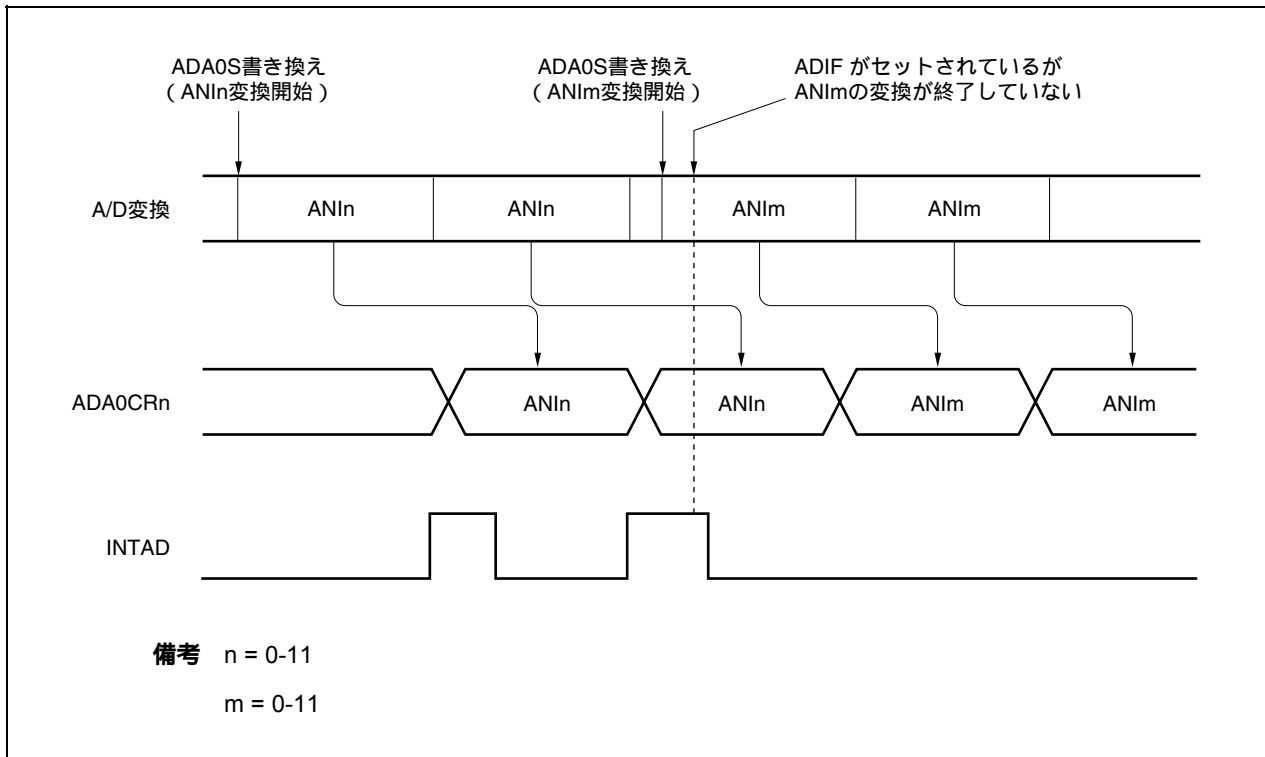 ADA0S書き換え
(ANIn変換開始)
ADA0S書き換え
(ANIm変換開始)
ADIF がセットされているが
ANImの変換が終了していない
A/D変換
ANIn
ANIn
ANIm
ANIm
ADA0CRn
ANIn
ANIn
ANIm
ANIm
INTAD
備考 n = 0-11
m = 0-11